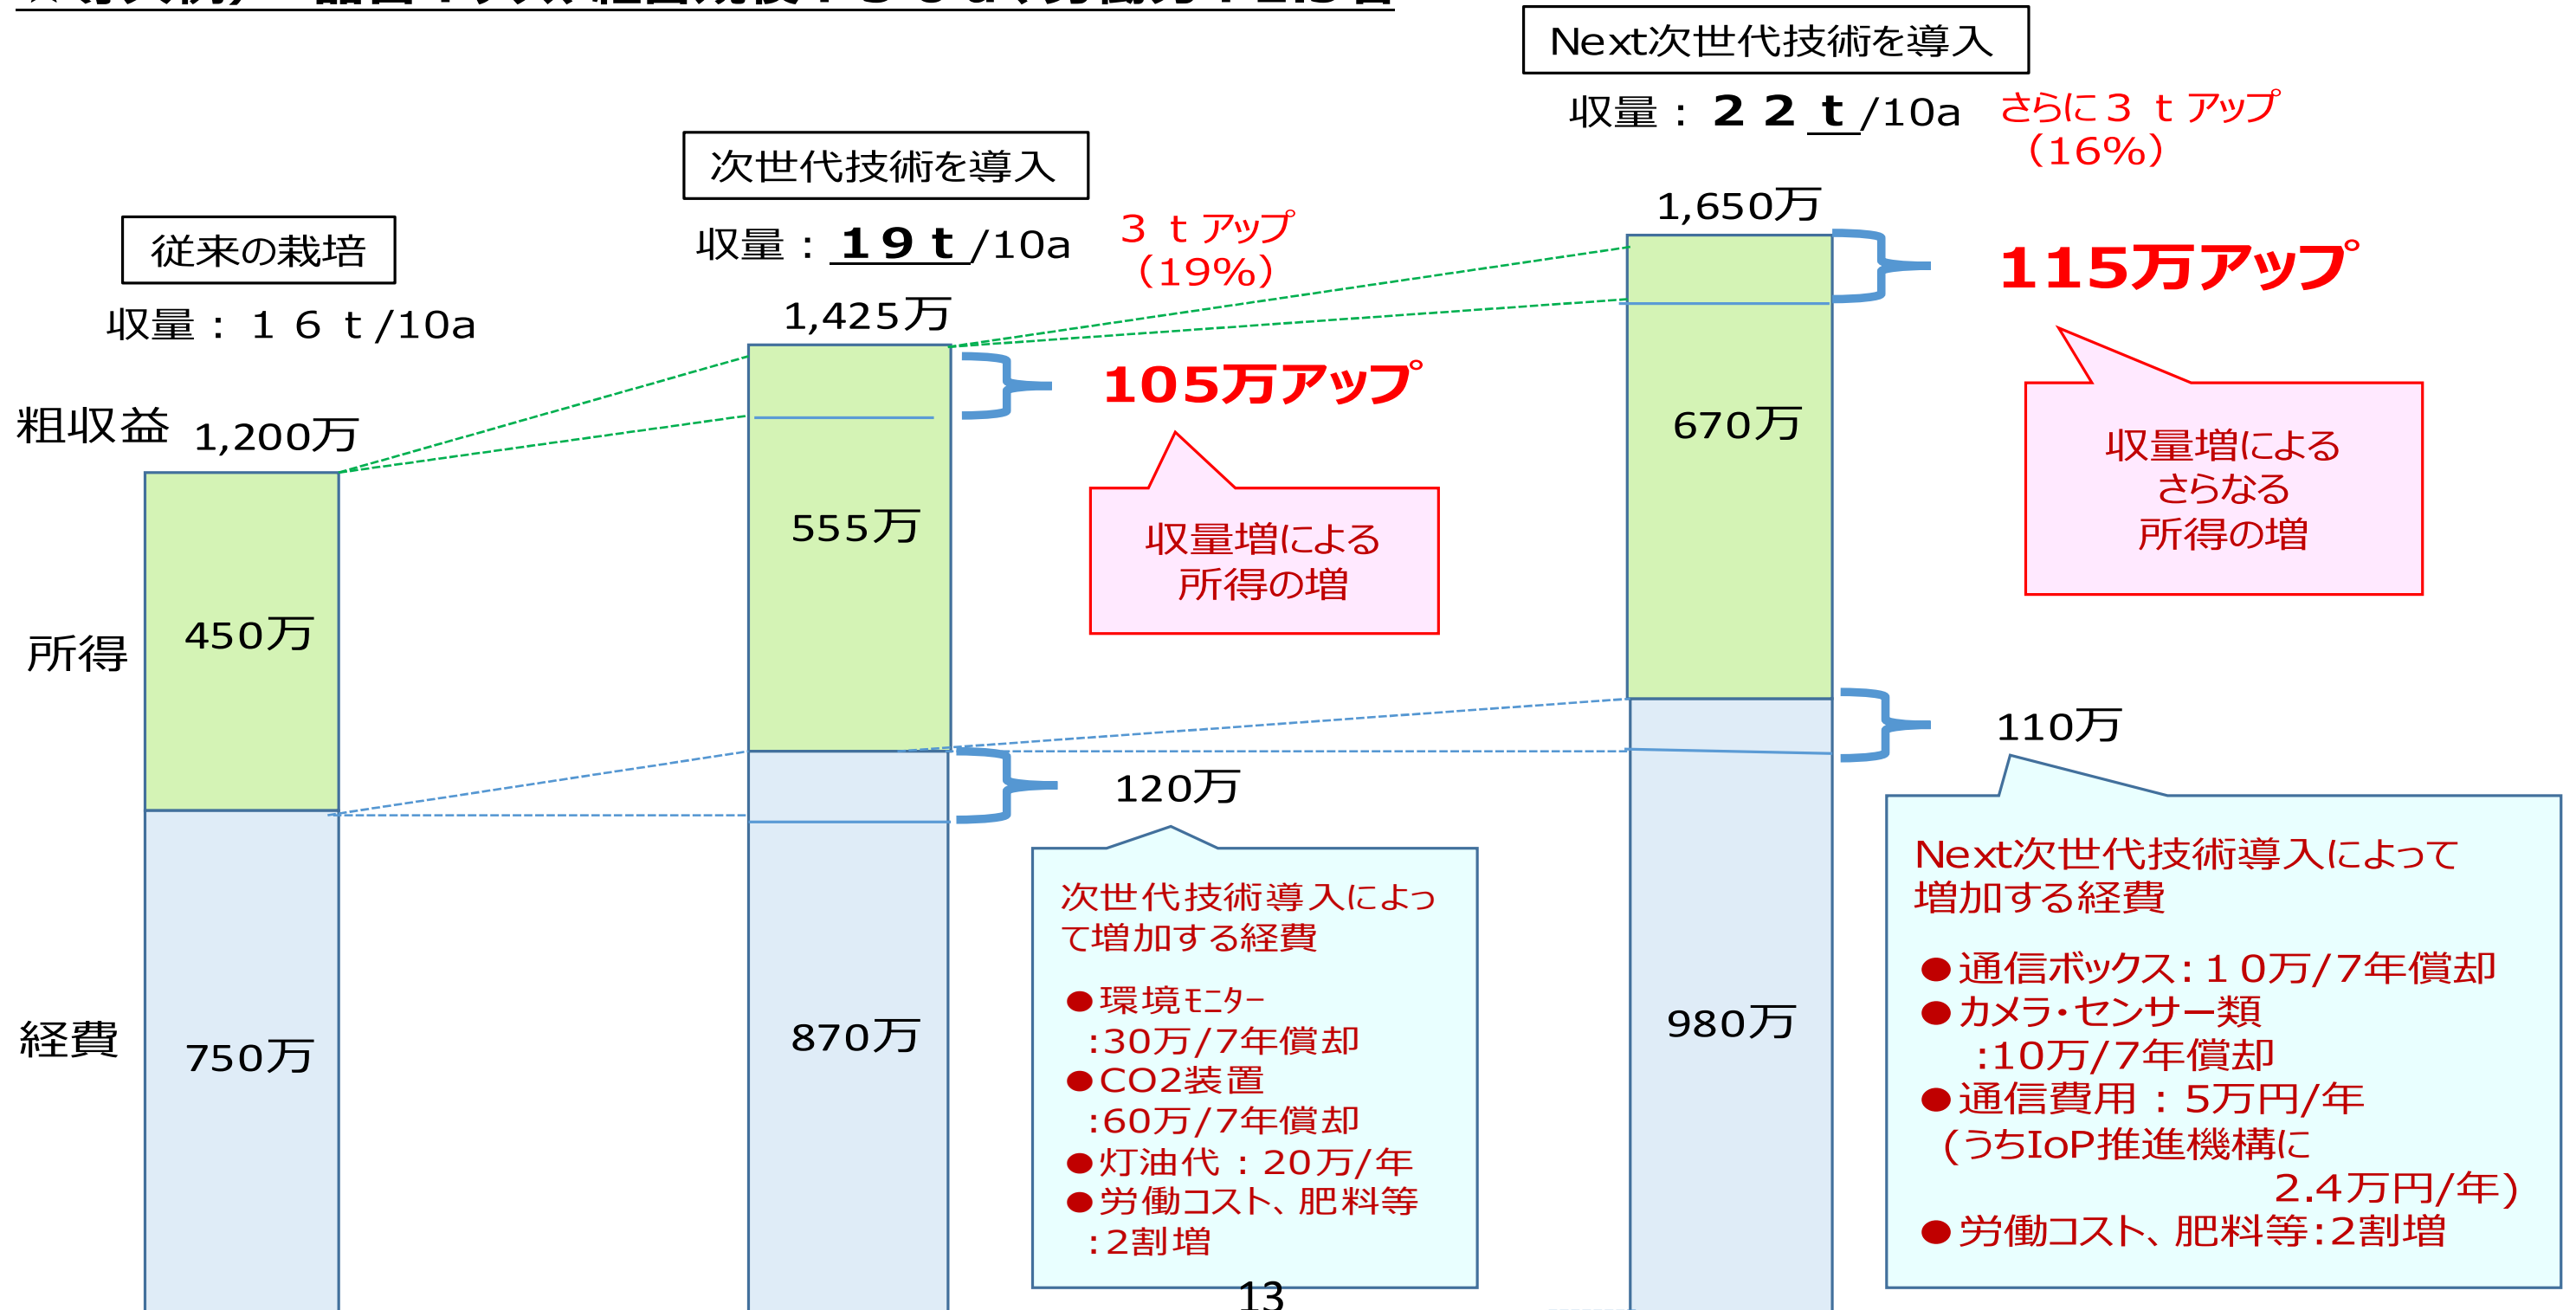 Next次世代技術を導入
収量：２２ｔ/10a
さらに３ｔアップ
（16%）
次世代技術を導入
収量：１９ｔ/10a
３ｔアップ
（19%）
従来の栽培
収量：１６ｔ/10a
粗収益
1,200万
1,425万
1,650万
105万アップ
115万アップ
収量増による
所得の増
収量増による
さらなる
所得の増
所得
450万
555万
670万
120万
110万
経費
750万
870万
980万
次世代技術導入によっ
て増加する経費
●環境ﾓﾆﾀｰ
:30万/7年償却
●CO2装置
:60万/7年償却
●灯油代：20万/年
●労働コスト、肥料等
:2割増
Next次世代技術導入によって
増加する経費
●通信ボックス:１０万/7年償却
●カメラ・センサー類
:10万/7年償却
●通信費用：5万円/年
(うちIoP推進機構に
2.4万円/年)
●労働コスト、肥料等:2割増
13